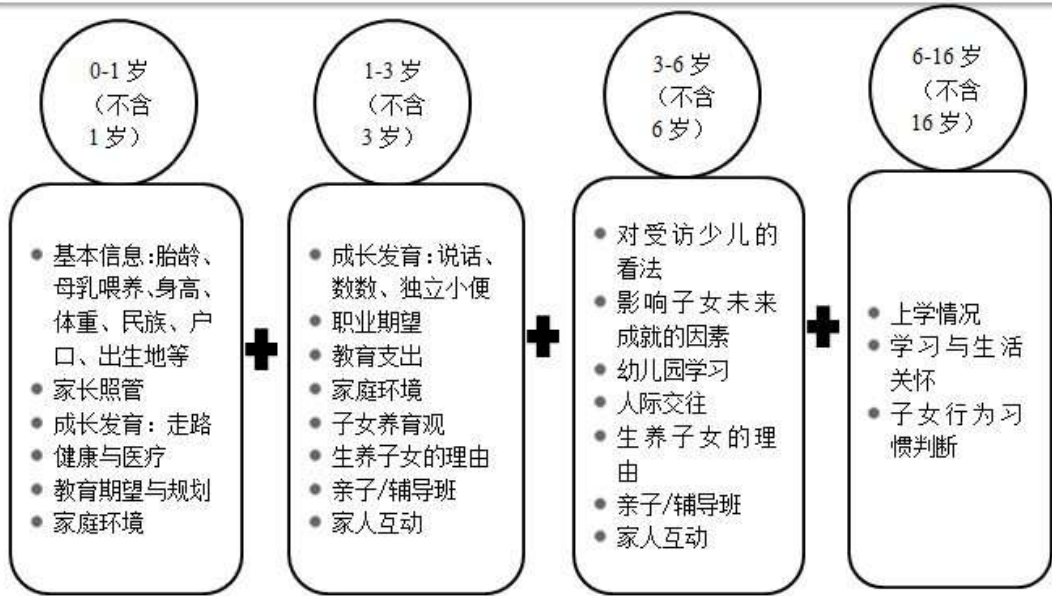 0-1 岁
（不含
1 岁）
基本信息：胎龄、
母乳喂养、身高、
体重、民族、户
口、出生地等
家长照管
成长发育：走路
健康与医疗
教育期望与规划
家庭环境
1-3 岁
（不含
3 岁）
成长发育：说话、
数数、独立小便
职业期望
教育支出
家庭环境
子女养育观
生养子女的理由
亲子/辅导班
家人互动
3-6 岁
（不含
6 岁）
对受访少儿的
看法
影响子女未来
成就的因素
幼儿园学习
人际交往
生养子女的理
由
亲子/辅导班
家人互动
6-16 岁
（不含
16 岁）
上学情况
学习与生活
关怀
子女行为习
惯判断